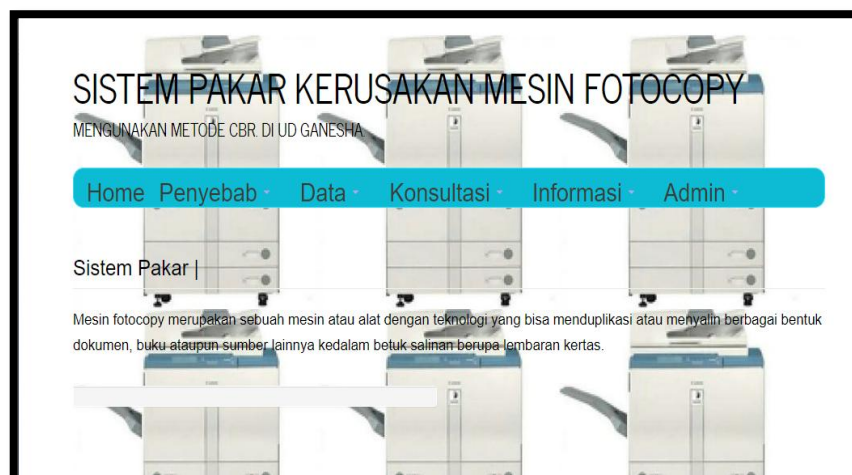 SISTEM PAKAR KERUSAKAN MESIN FOTOCOPY
MENGUNAKAN METODE CBR. DI UD GANESHA
Home Penyebab Data Konsultasi Informasi Admin
Sistem Pakar |
Mesin fotocopy merupakan sebuah mesin atau alat dengan teknologi yang bisa menduplikasi atau menyalin berbagai bentuk
dokumen, buku ataupun sumber lainnya kedalam betuk salinan berupa lembaran kertas.